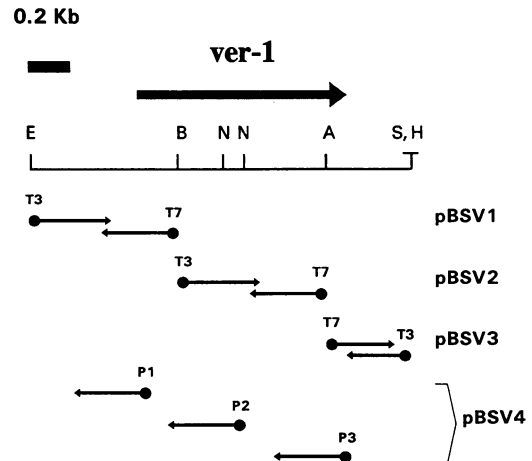 0.2 Kb
ver-1
E B N N A S, H
T3 T7 pBSV1
T3 T7 pBSV2
T7 T3 pBSV3
P1
P2 pBSV4
P3